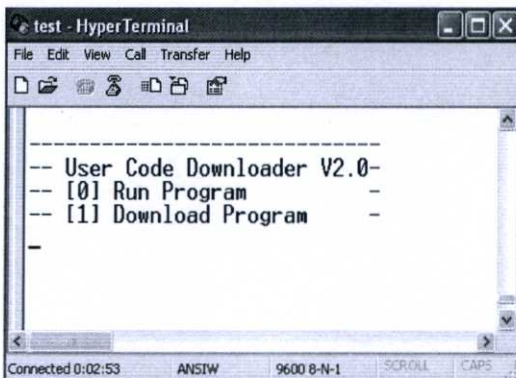 test - HyperTerminal
File Edit View Call Transfer Help
------------------------------
-- User Code Downloader V2.0-
-- [0] Run Program          -
-- [1] Download Program     -
Connected 0:02:53 ANSIW 9600 8-N-1 SCROLL CAPS